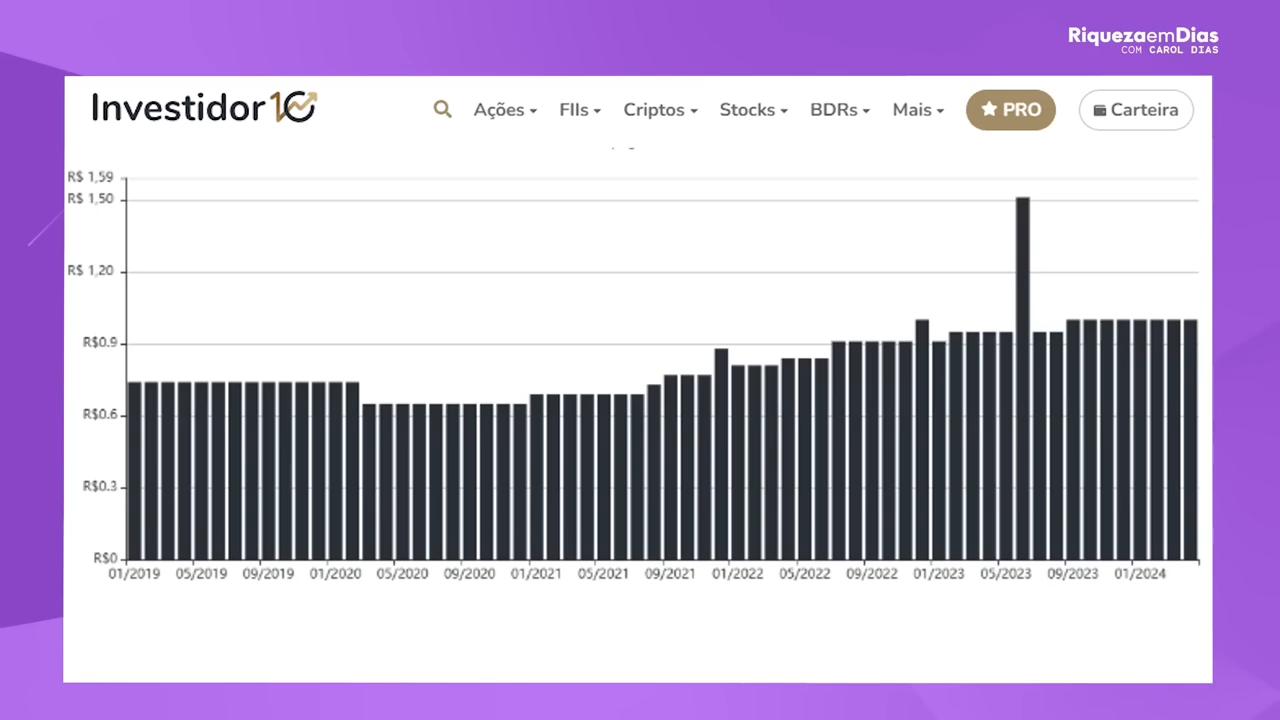 RiquezaemDias
COM CAROL DIAS
Investidor 10
Ações
FIIs
Criptos
Stocks
BDRs
Mais
PRO
Carteira
R$ 1,59
R$ 1,50
R$ 1,20
R$0.9
R$0.6
R$0.3
R$0
01/2019 05/2019 09/2019 01/2020 05/2020 09/2020 01/2021 05/2021 09/2021 01/2022 05/2022 09/2022 01/2023 05/2023 09/2023 01/2024